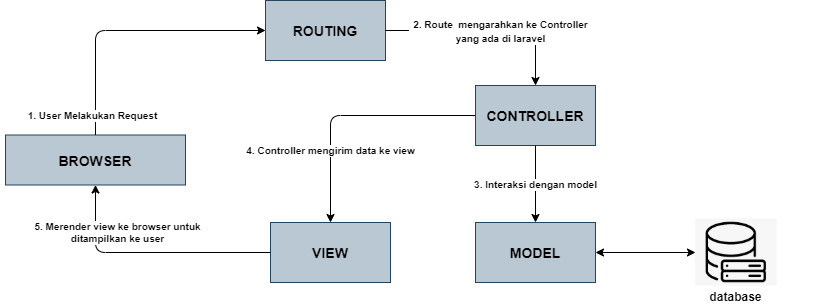 ROUTING
2. Route mengarahkan ke Controller
yang ada di laravel
1. User Melakukan Request
CONTROLLER
BROWSER
4. Controller mengirim data ke view
3. Interaksi dengan model
5. Merender view ke browser untuk
ditampilkan ke user
VIEW
MODEL
database